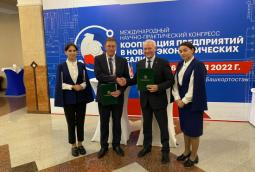 МЕЖДУНАРОДНЫЙ
НАУЧНО-ПРАКТИЧЕСКИЙ КОНГРЕСС
КООПЕРАЦИЯ ПРЕДПРИЯТИЙ
В НОВЫХ ЭКОНОМИЧЕСКИХ
2022 Г.
Башкортостан